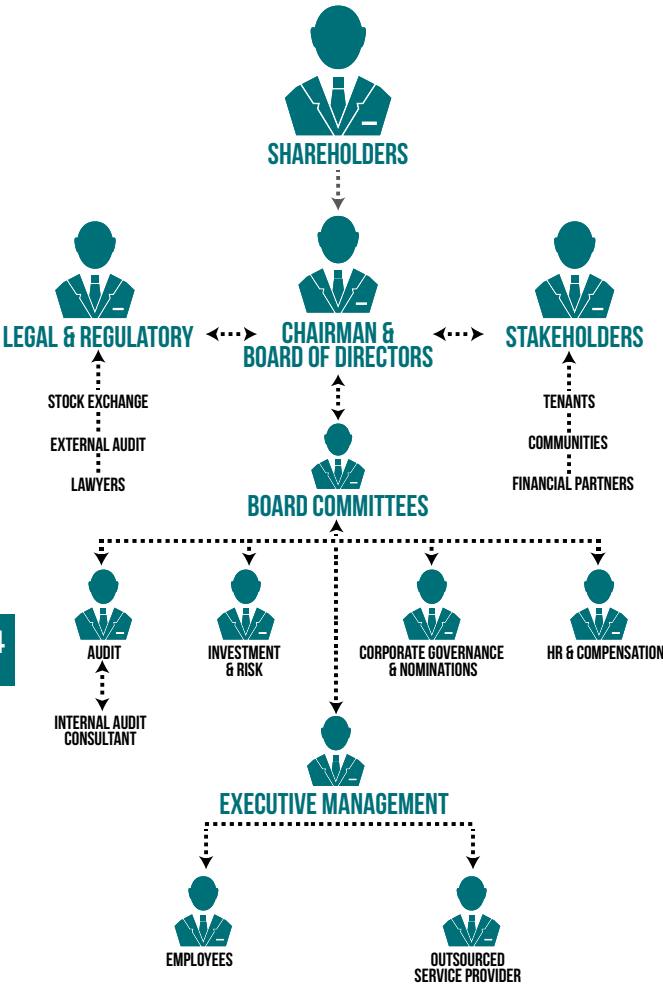 SHAREHOLDERS
LEGAL & REGULATORY
CHAIRMAN &
BOARD OF DIRECTORS
STAKEHOLDERS
STOCK EXCHANGE
EXTERNAL AUDIT
LAWYERS
TENANTS
COMMUNITIES
FINANCIAL PARTNERS
BOARD COMMITTEES
4
AUDIT
INVESTMENT
& RISK
CORPORATE GOVERNANCE
& NOMINATIONS
HR & COMPENSATION
INTERNAL AUDIT
CONSULTANT
EXECUTIVE MANAGEMENT
EMPLOYEES
OUTSOURCED
SERVICE PROVIDER